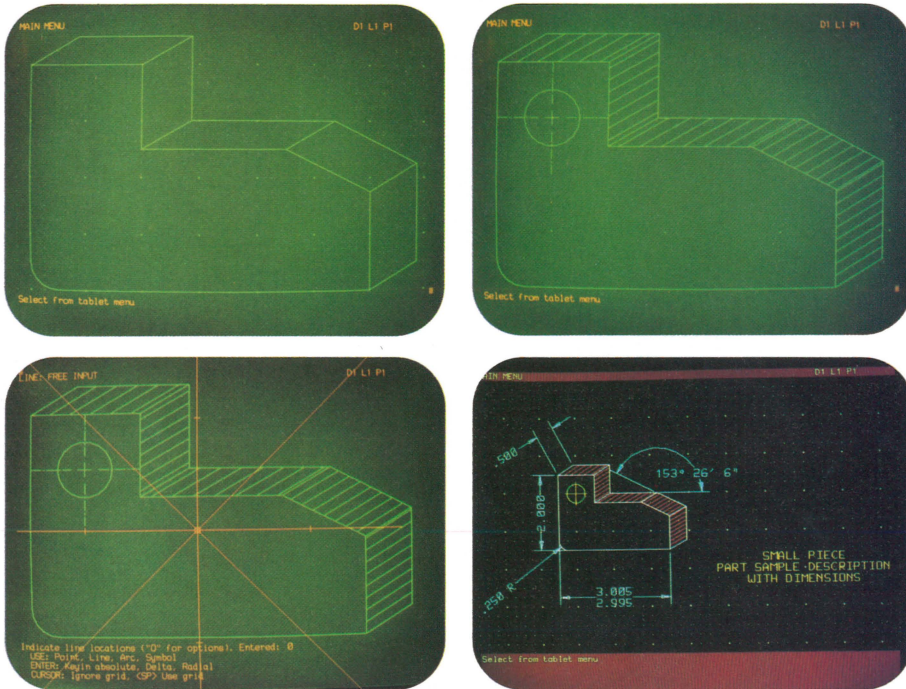 MAIN MENU D1 L1 P1
Select from tablet menu
MAIN MENU D1 L1 P1
Select from tablet menu
LINE: FREE INPUT D1 L1 P1
Indicate line locations ("O" for options). Entered: 0
USE: Point, Line, Arc, Symbol
ENTER: Keyin absolute, Delta, Radial
CURSOR: Ignore grid, <SP> Use grid
AIN MENU D1 L1 P1
.500
153° 26' 6"
2.000
.250 R
3.005
2.995
SMALL PIECE
PART SAMPLE-DESCRIPTION
WITH DIMENSIONS
Select from tablet menu